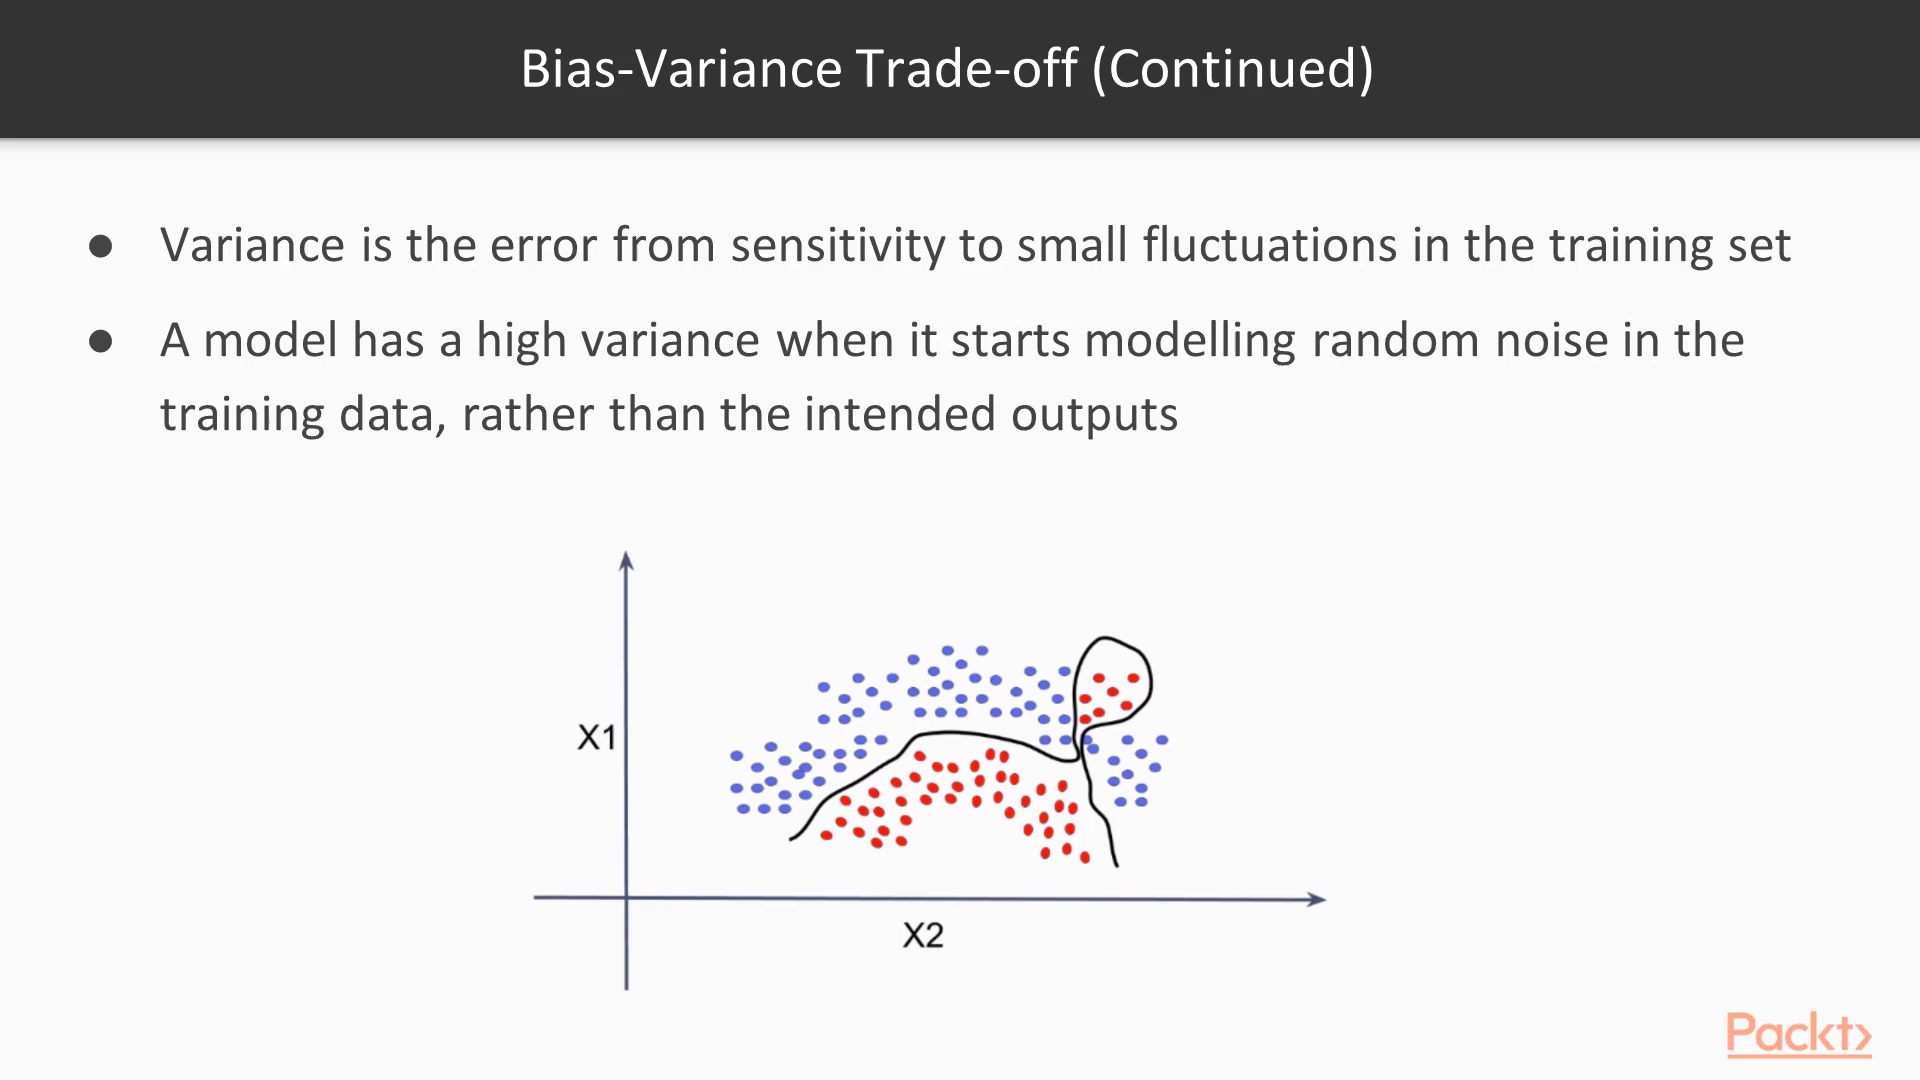 Bias-Variance Trade-off (Continued)
● Variance is the error from sensitivity to small fluctuations in the training set
● A model has a high variance when it starts modelling random noise in the
training data, rather than the intended outputs
X1
X2
Packt>